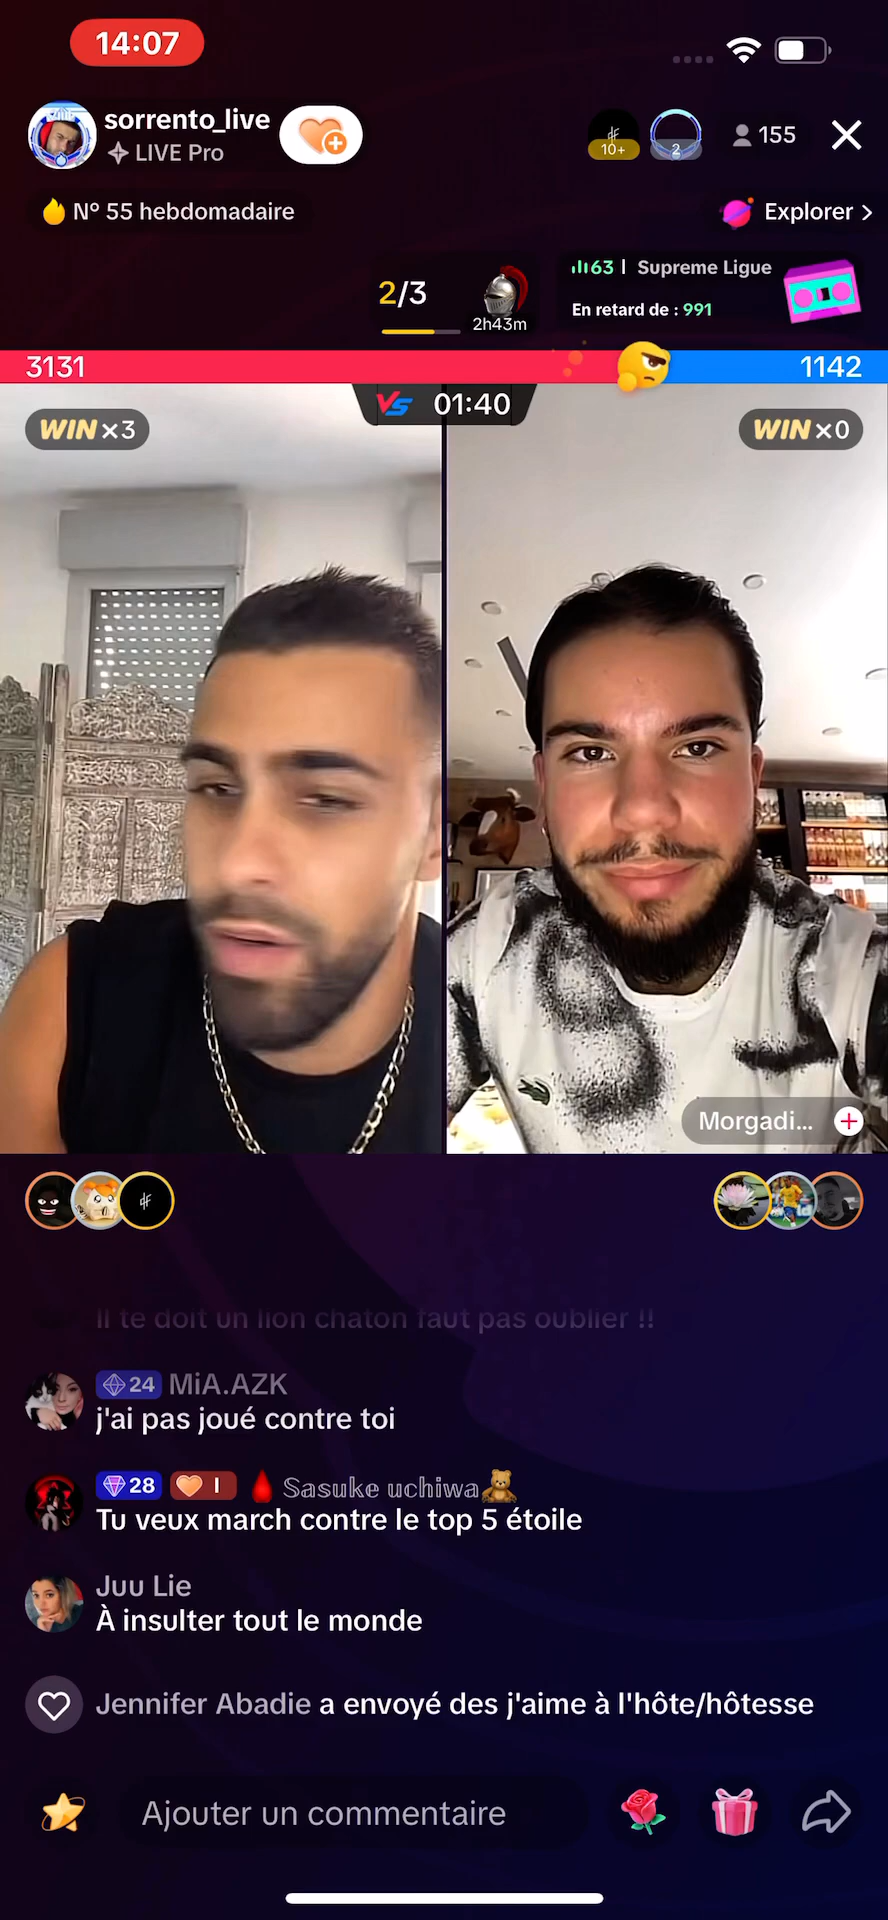 14:07
sorrento_live
LIVE Pro
10+
2
155
N° 55 hebdomadaire
Explorer >
2/3
2h43m
63 | Supreme Ligue
En retard de : 991
3131
1142
VS 01:40
WIN x3
WIN x0
Morgadi...
Il te doit un lion chaton faut pas oublier !!
24 MiA.AZK
j'ai pas joué contre toi
28 I 🩸 Sasuke uchiwa🧸
Tu veux march contre le top 5 étoile
Juu Lie
À insulter tout le monde
Jennifer Abadie a envoyé des j'aime à l'hôte/hôtesse
Ajouter un commentaire